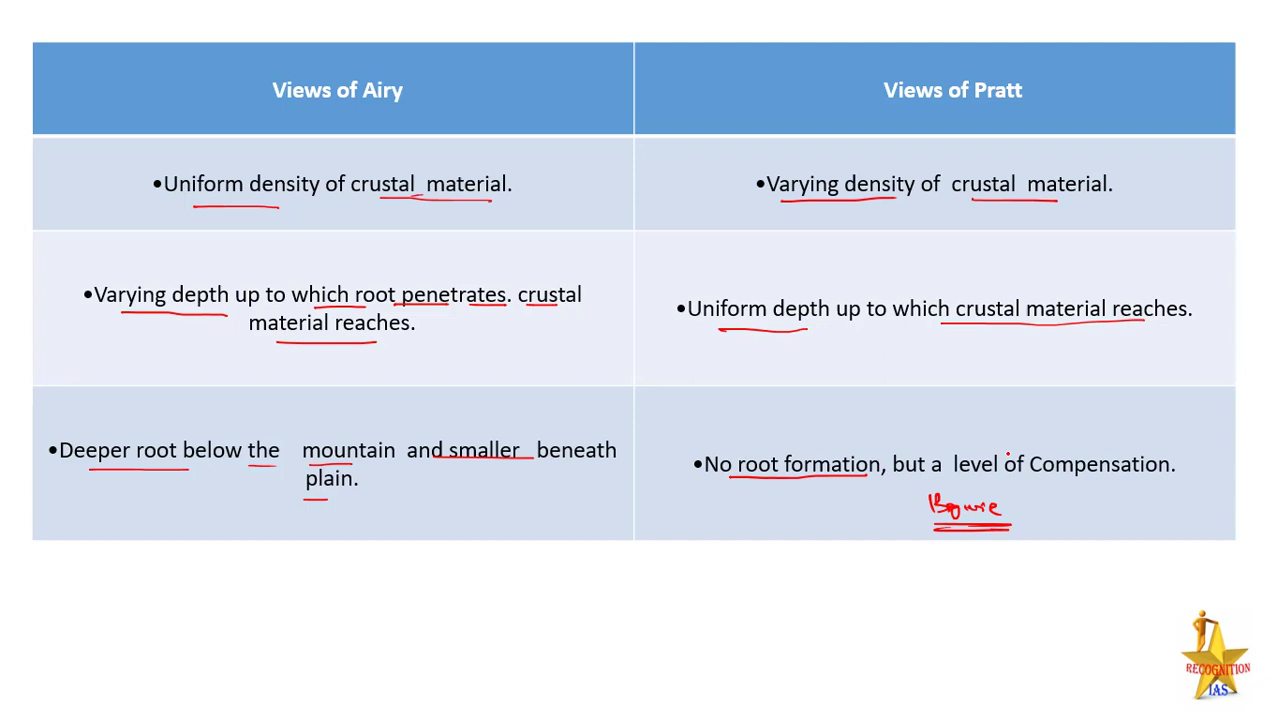 Views of Airy
Views of Pratt
•Uniform density of crustal material.
•Varying density of crustal material.
•Varying depth up to which root penetrates. crustal
material reaches.
•Uniform depth up to which crustal material reaches.
•Deeper root below the mountain and smaller beneath
plain.
•No root formation, but a level of Compensation.
RECOGNITION
IAS